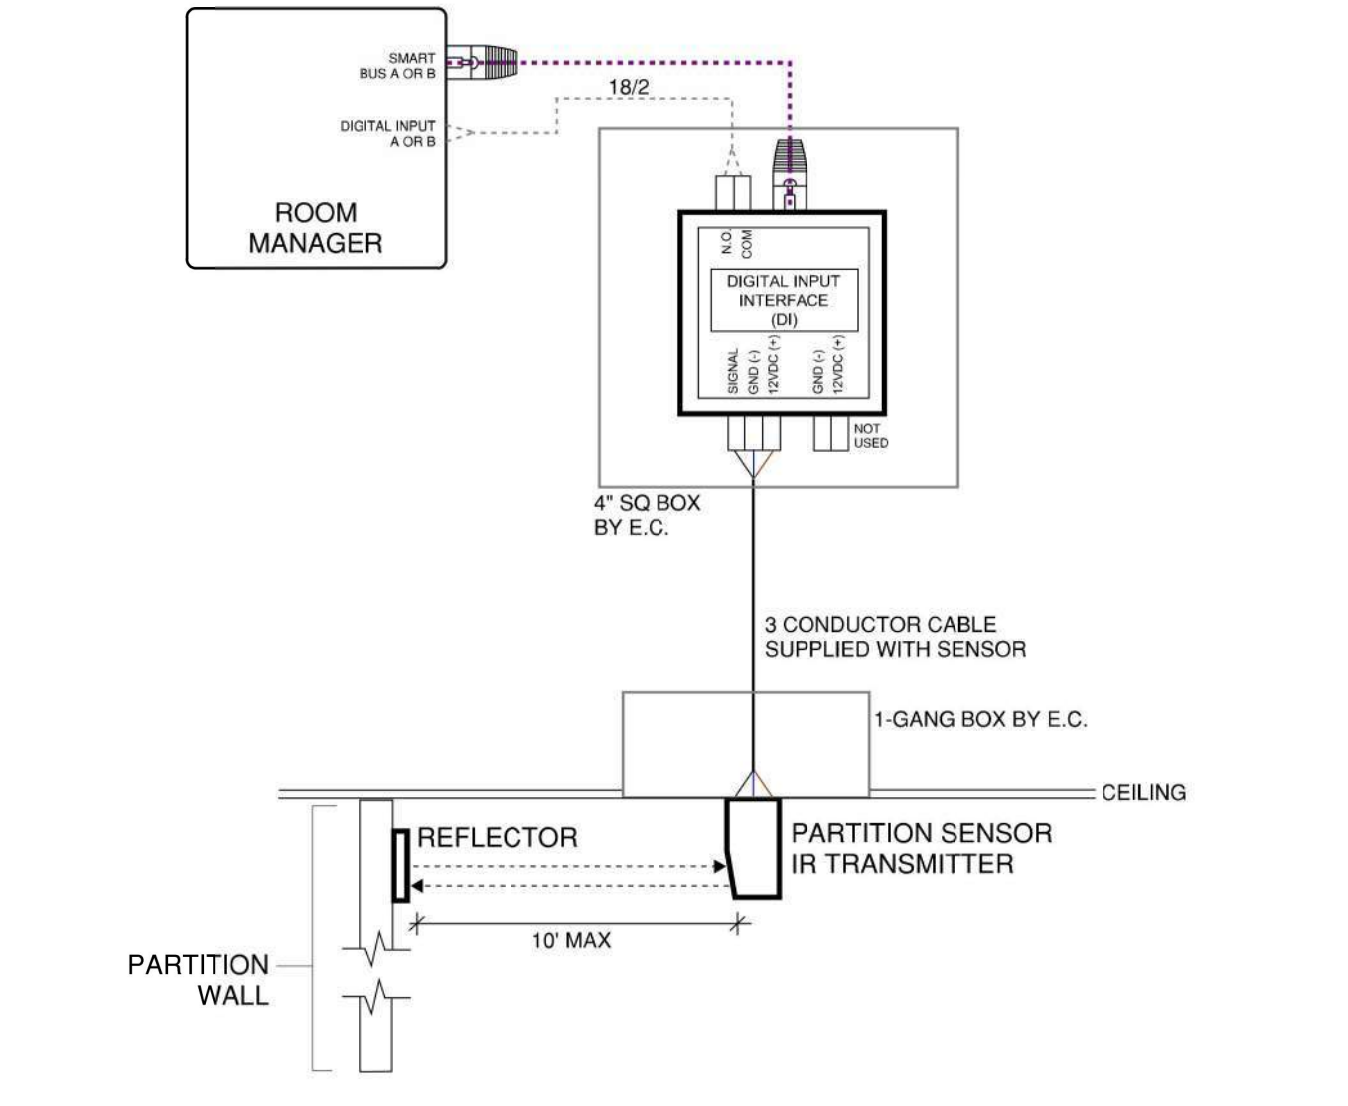 SMART
BUS A OR B
18/2
DIGITAL INPUT
A OR B
ROOM
MANAGER
N.O.
COM
DIGITAL INPUT
INTERFACE
(DI)
SIGNAL
GND (-)
12VDC (+)
GND (-)
12VDC (+)
NOT
USED
4" SQ BOX
BY E.C.
3 CONDUCTOR CABLE
SUPPLIED WITH SENSOR
1-GANG BOX BY E.C.
CEILING
REFLECTOR
PARTITION SENSOR
IR TRANSMITTER
10' MAX
PARTITION
WALL